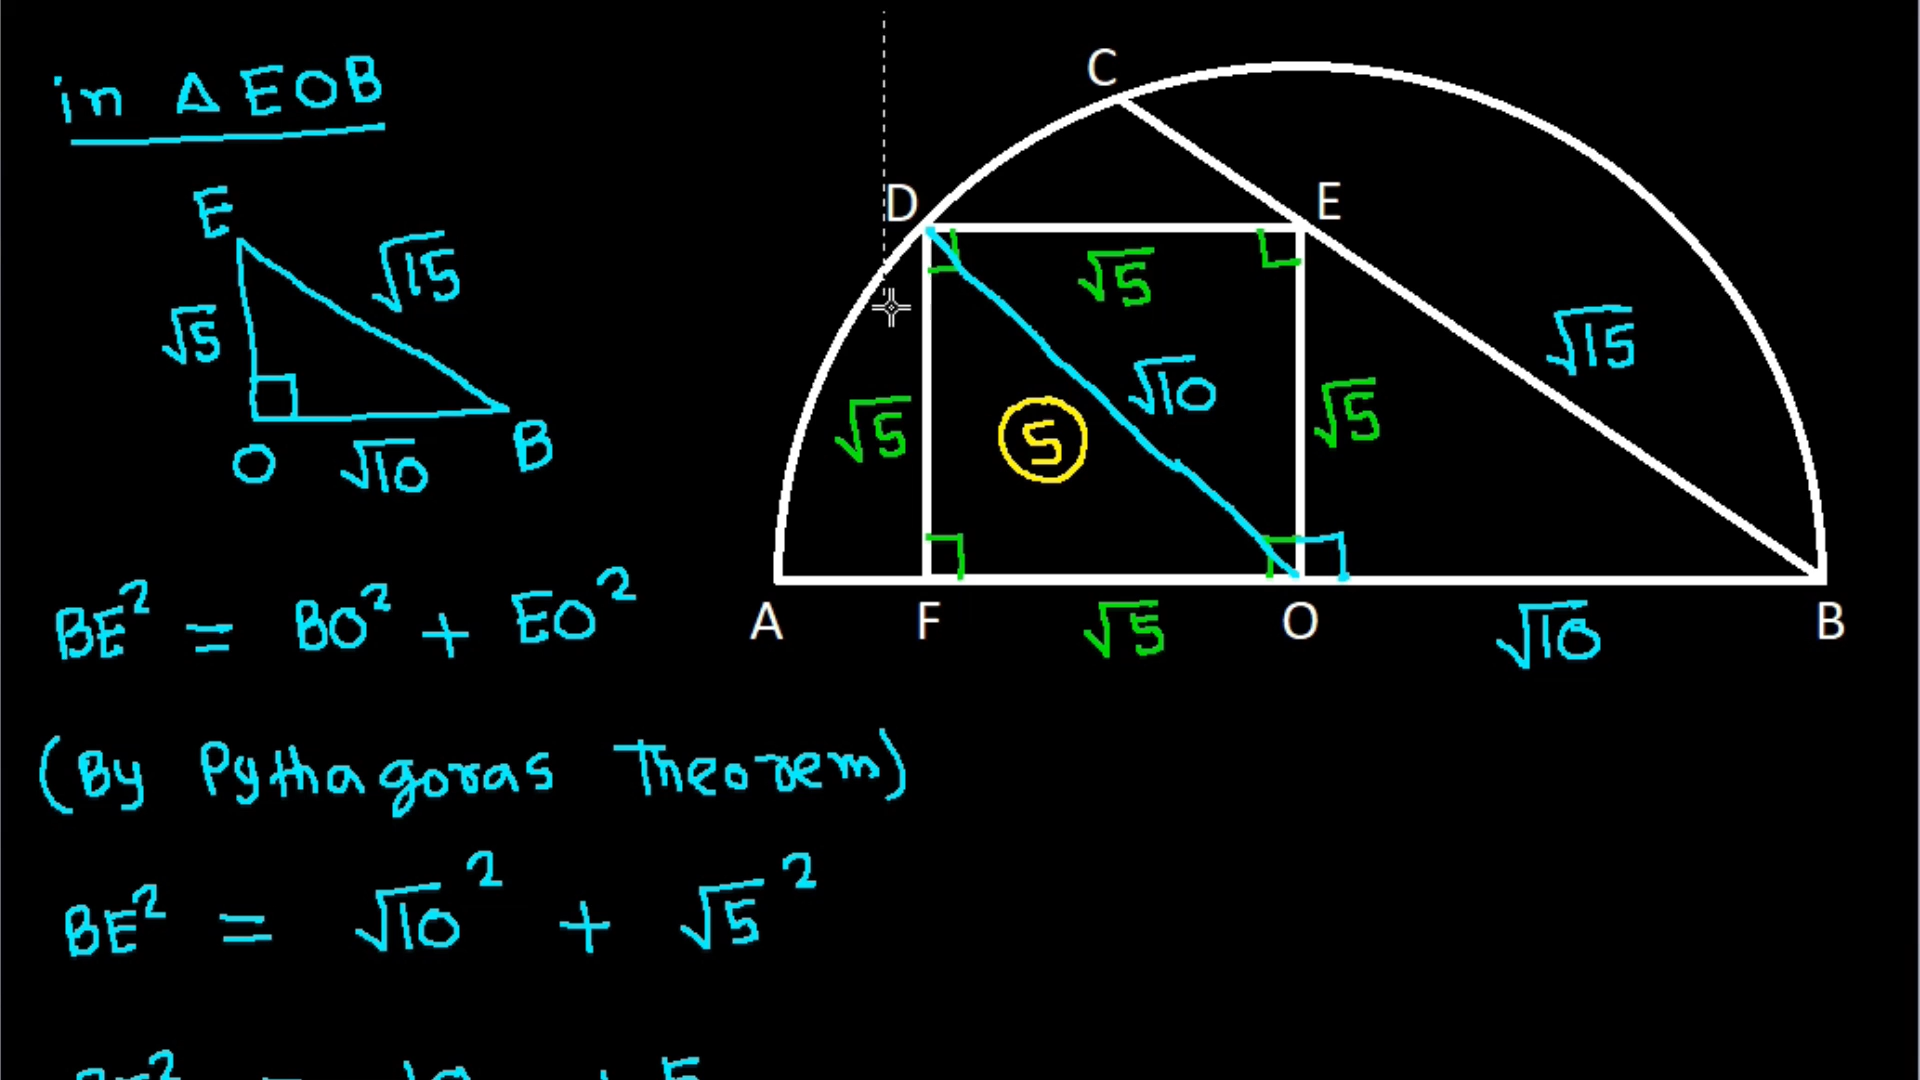 in Δ EOB
E
√15
√5
O
√10
B
BE² = BO² + EO²
(By Pythagoras Theorem)
BE² = √10² + √5²
C
D
E
√5
√15
√10
√5
√5
5
A
F
O
B
√5
√10